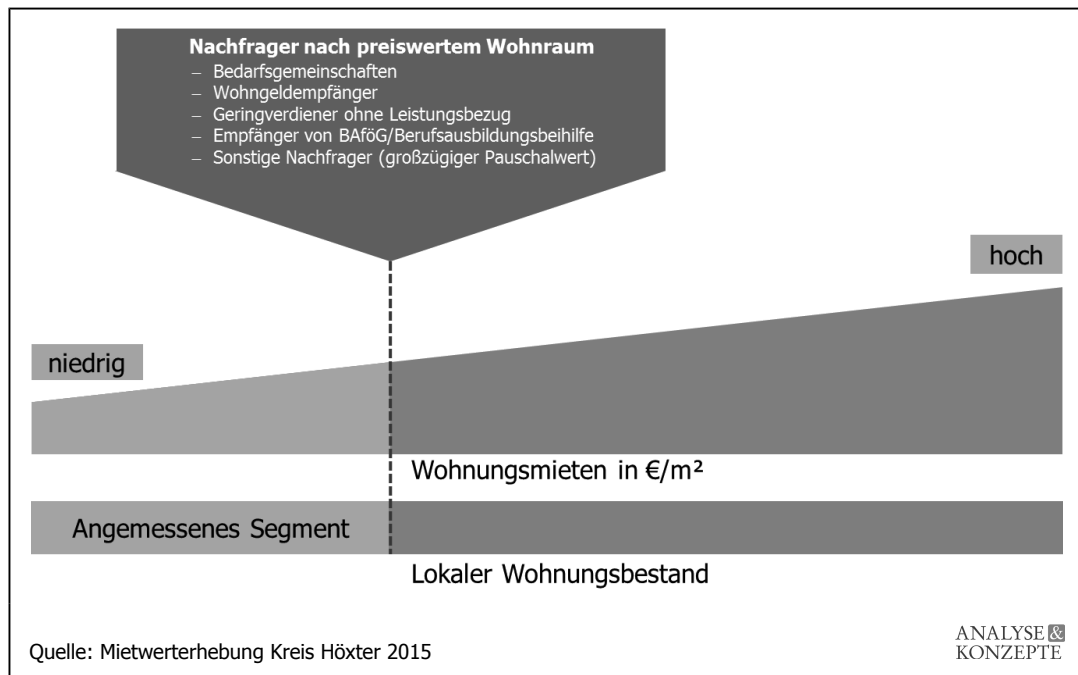 Nachfrager nach preiswertem Wohnraum
– Bedarfsgemeinschaften
– Wohngeldempfänger
– Geringverdiener ohne Leistungsbezug
– Empfänger von BAföG/Berufsausbildungsbeihilfe
– Sonstige Nachfrager (großzügiger Pauschalwert)
hoch
niedrig
Wohnungsmieten in €/m²
Angemessenes Segment
Lokaler Wohnungsbestand
Quelle: Mietwerterhebung Kreis Höxter 2015
ANALYSE &
KONZEPTE